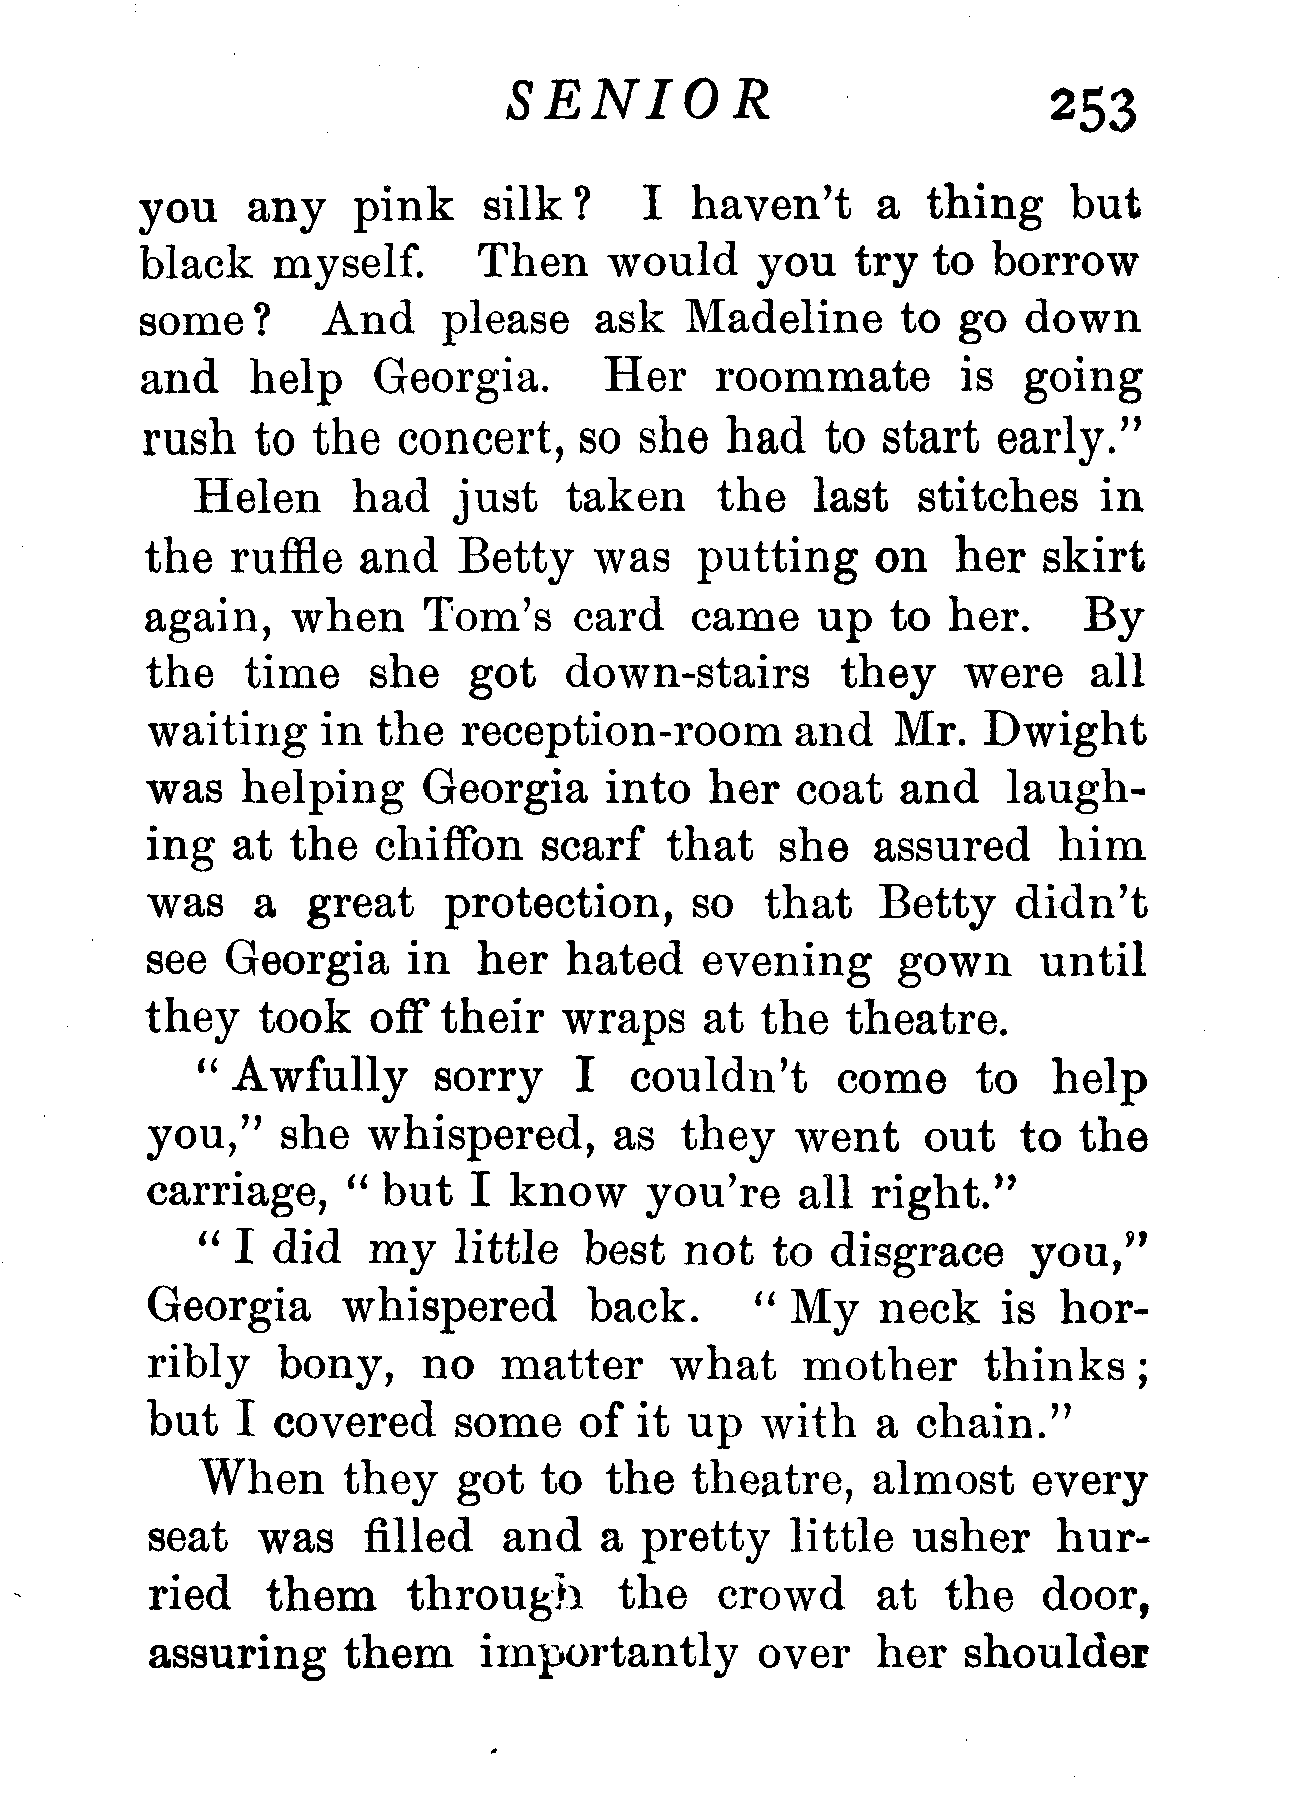 SENIOR 253
you any pink silk? I haven't a thing but
black myself. Then would you try to borrow
some? And please ask Madeline to go down
and help Georgia. Her roommate is going
rush to the concert, so she had to start early."
Helen had just taken the last stitches in
the ruffle and Betty was putting on her skirt
again, when Tom's card came up to her. By
the time she got down-stairs they were all
waiting in the reception-room and Mr. Dwight
was helping Georgia into her coat and laugh-
ing at the chiffon scarf that she assured him
was a great protection, so that Betty didn't
see Georgia in her hated evening gown until
they took off their wraps at the theatre.
"Awfully sorry I couldn't come to help
you," she whispered, as they went out to the
carriage, "but I know you're all right."
"I did my little best not to disgrace you,"
Georgia whispered back. "My neck is hor-
ribly bony, no matter what mother thinks;
but I covered some of it up with a chain."
When they got to the theatre, almost every
seat was filled and a pretty little usher hur-
ried them through the crowd at the door,
assuring them importantly over her shoulder